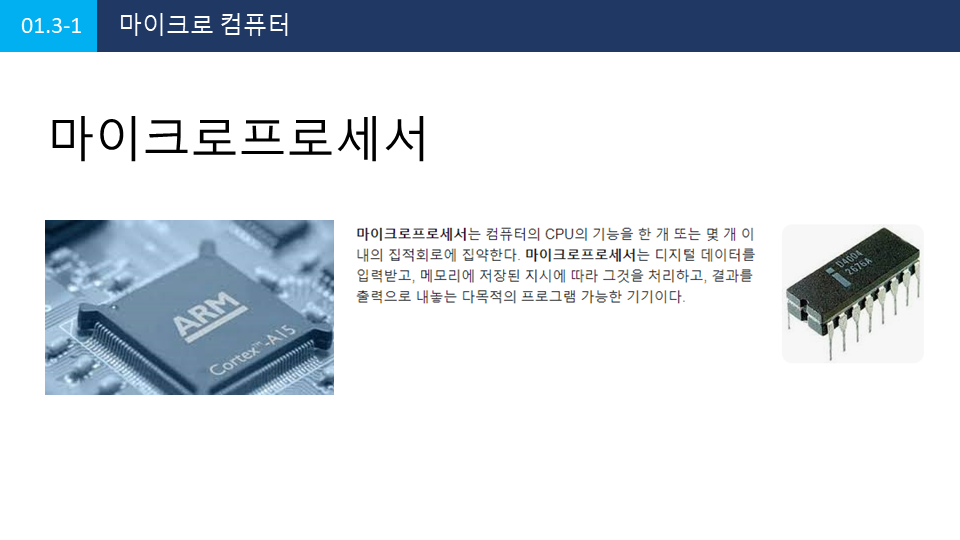 01.3-1 마이크로 컴퓨터
마이크로프로세서
마이크로프로세서는 컴퓨터의 CPU의 기능을 한 개 또는 몇 개 이
내의 집적회로에 집약한다. 마이크로프로세서는 디지털 데이터를
입력받고, 메모리에 저장된 지시에 따라 그것을 처리하고, 결과를
출력으로 내놓는 다목적의 프로그램 가능한 기기이다.
ARM
Cortex™-A15
D4004
2675A